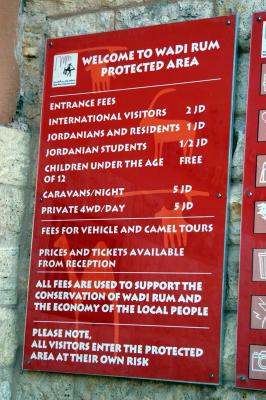 WELCOME TO WADI RUM
PROTECTED AREA
ENTRANCE FEES
INTERNATIONAL VISITORS 2 JD
JORDANIANS AND RESIDENTS 1 JD
JORDANIAN STUDENTS 1/2 JD
CHILDREN UNDER THE AGE FREE
OF 12
CARAVANS/NIGHT 5 JD
PRIVATE 4WD/DAY 5 JD
FEES FOR VEHICLE AND CAMEL TOURS
PRICES AND TICKETS AVAILABLE
FROM RECEPTION
ALL FEES ARE USED TO SUPPORT THE
CONSERVATION OF WADI RUM AND
THE ECONOMY OF THE LOCAL PEOPLE
PLEASE NOTE,
ALL VISITORS ENTER THE PROTECTED
AREA AT THEIR OWN RISK